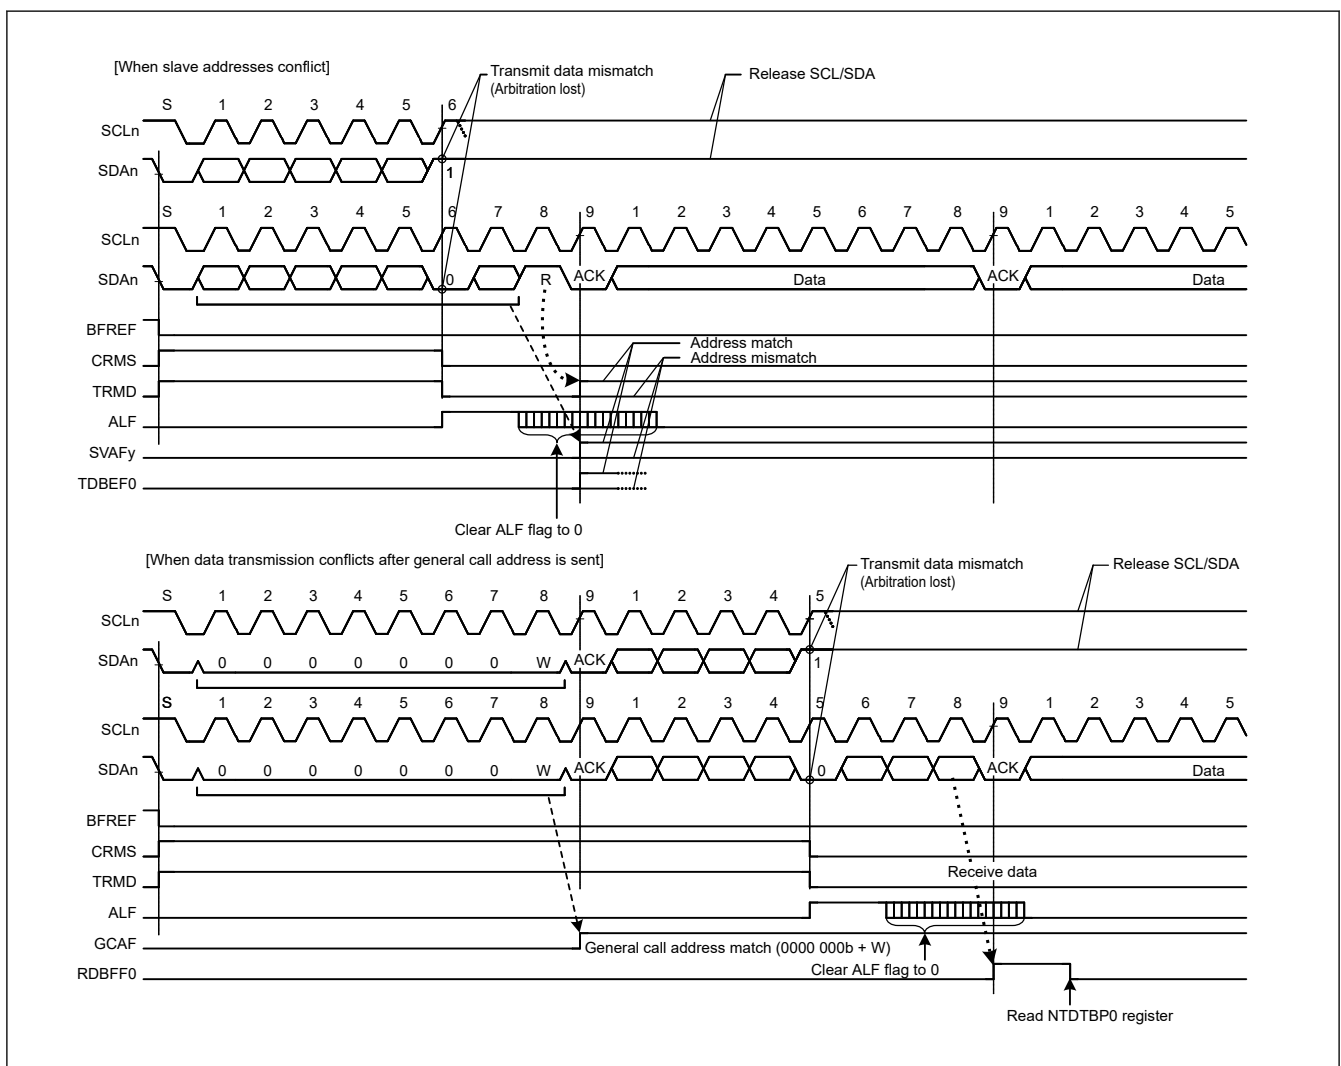 [When slave addresses conflict]
Transmit data mismatch
(Arbitration lost)
Release SCL/SDA
S 1 2 3 4 5 6
SCLn
SDAn
1
S 1 2 3 4 5 6 7 8 9 1 2 3 4 5 6 7 8 9 1 2 3 4 5
SCLn
SDAn 0 R ACK Data ACK Data
BFREF
Address match
CRMS
Address mismatch
TRMD
ALF
SVAFy
TDBEF0
Clear ALF flag to 0
[When data transmission conflicts after general call address is sent]
Transmit data mismatch
(Arbitration lost)
Release SCL/SDA
S 1 2 3 4 5 6 7 8 9 1 2 3 4 5
SCLn
SDAn 0 0 0 0 0 0 0 W ACK 1
S 1 2 3 4 5 6 7 8 9 1 2 3 4 5 6 7 8 9 1 2 3 4 5
SCLn
SDAn 0 0 0 0 0 0 0 W ACK 0 ACK Data
BFREF
CRMS
TRMD
Receive data
ALF
GCAF
General call address match (0000 000b + W)
Clear ALF flag to 0
RDBFF0
Read NTDTBP0 register